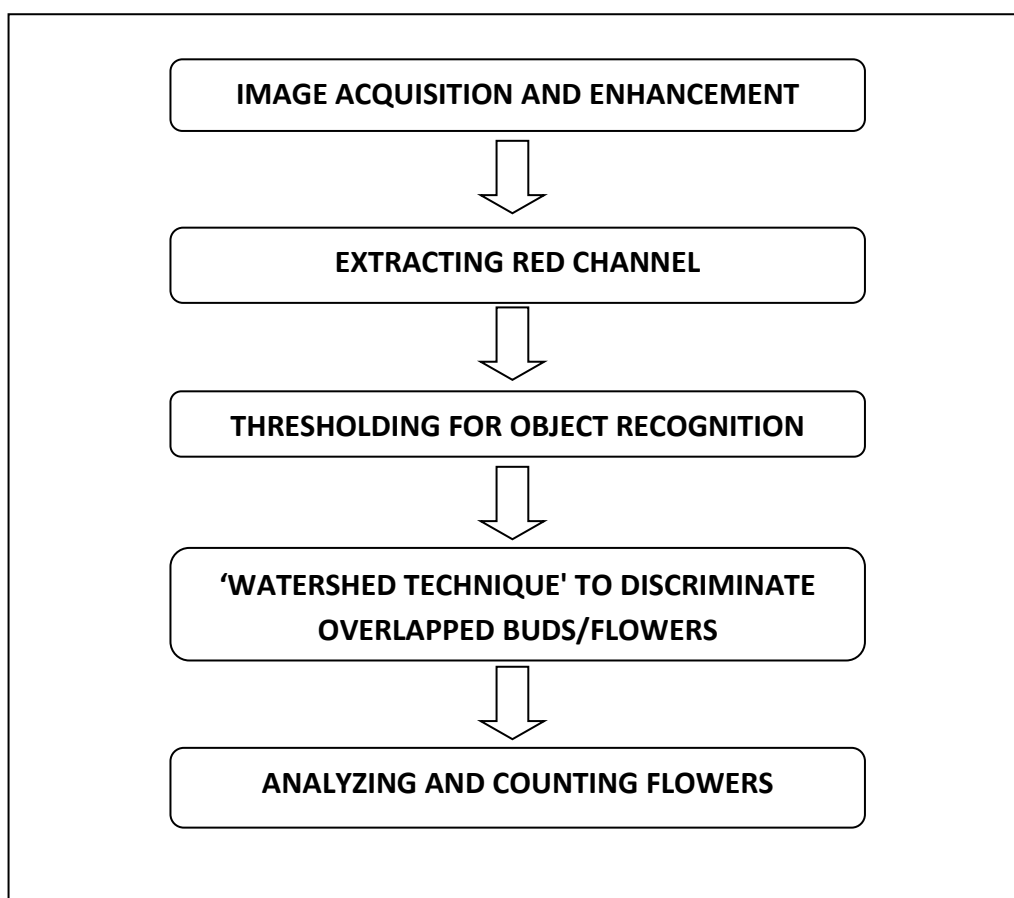 IMAGE ACQUISITION AND ENHANCEMENT
EXTRACTING RED CHANNEL
THRESHOLDING FOR OBJECT RECOGNITION
‘WATERSHED TECHNIQUE' TO DISCRIMINATE
OVERLAPPED BUDS/FLOWERS
ANALYZING AND COUNTING FLOWERS